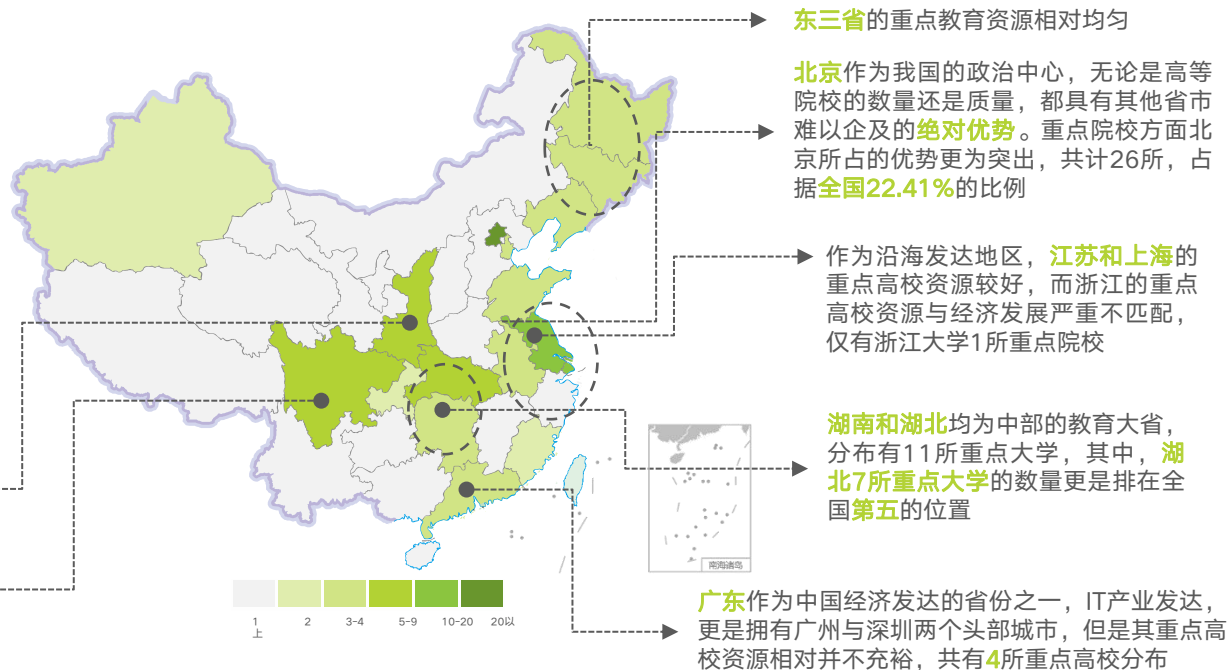 东三省的重点教育资源相对均匀
北京作为我国的政治中心，无论是高等
院校的数量还是质量，都具有其他省市
难以企及的绝对优势。重点院校方面北
京所占的优势更为突出，共计26所，占
据全国22.41%的比例
作为沿海发达地区，江苏和上海的
重点高校资源较好，而浙江的重点
高校资源与经济发展严重不匹配，
仅有浙江大学1所重点院校
湖南和湖北均为中部的教育大省，
分布有11所重点大学，其中，湖
北7所重点大学的数量更是排在全
国第五的位置
南海诸岛
1 2 3-4 5-9 10-20 20以
上
广东作为中国经济发达的省份之一，IT产业发达，
更是拥有广州与深圳两个头部城市，但是其重点高
校资源相对并不充裕，共有4所重点高校分布